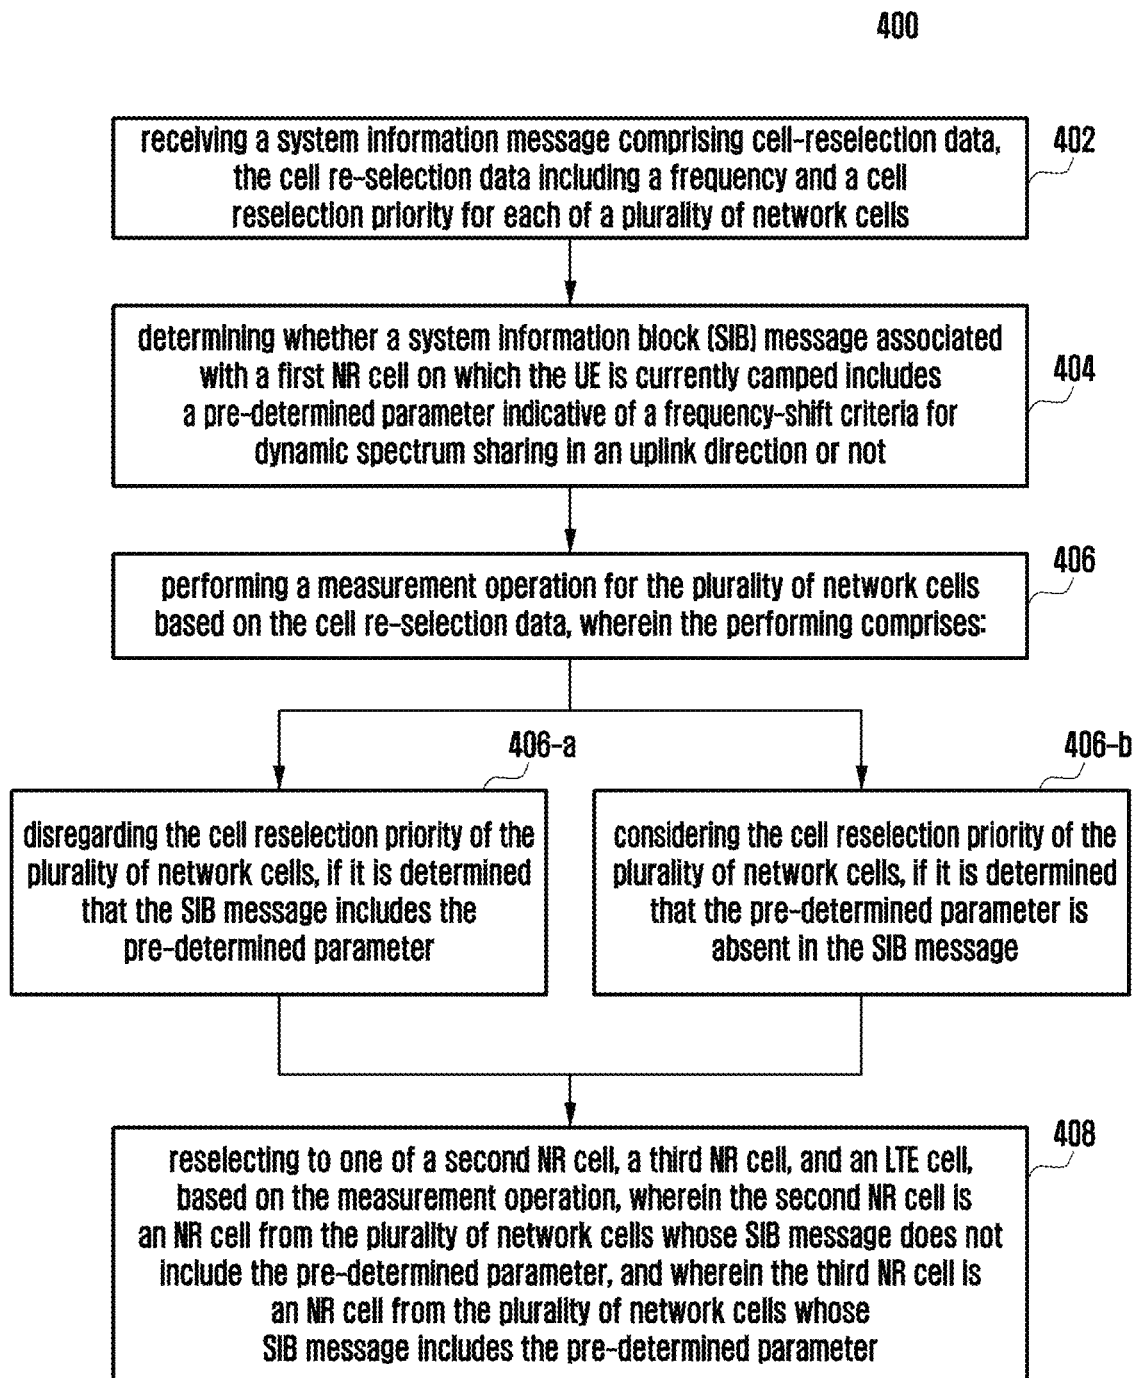 400
receiving a system information message comprising cell-reselection data,
the cell re-selection data including a frequency and a cell
reselection priority for each of a plurality of network cells
402
determining whether a system information block (SIB) message associated
with a first NR cell on which the UE is currently camped includes
a pre-determined parameter indicative of a frequency-shift criteria for
dynamic spectrum sharing in an uplink direction or not
404
performing a measurement operation for the plurality of network cells
based on the cell re-selection data, wherein the performing comprises:
406
406-a
disregarding the cell reselection priority of the
plurality of network cells, if it is determined
that the SIB message includes the
pre-determined parameter
406-b
considering the cell reselection priority of the
plurality of network cells, if it is determined
that the pre-determined parameter is
absent in the SIB message
408
reselecting to one of a second NR cell, a third NR cell, and an LTE cell,
based on the measurement operation, wherein the second NR cell is
an NR cell from the plurality of network cells whose SIB message does not
include the pre-determined parameter, and wherein the third NR cell is
an NR cell from the plurality of network cells whose
SIB message includes the pre-determined parameter